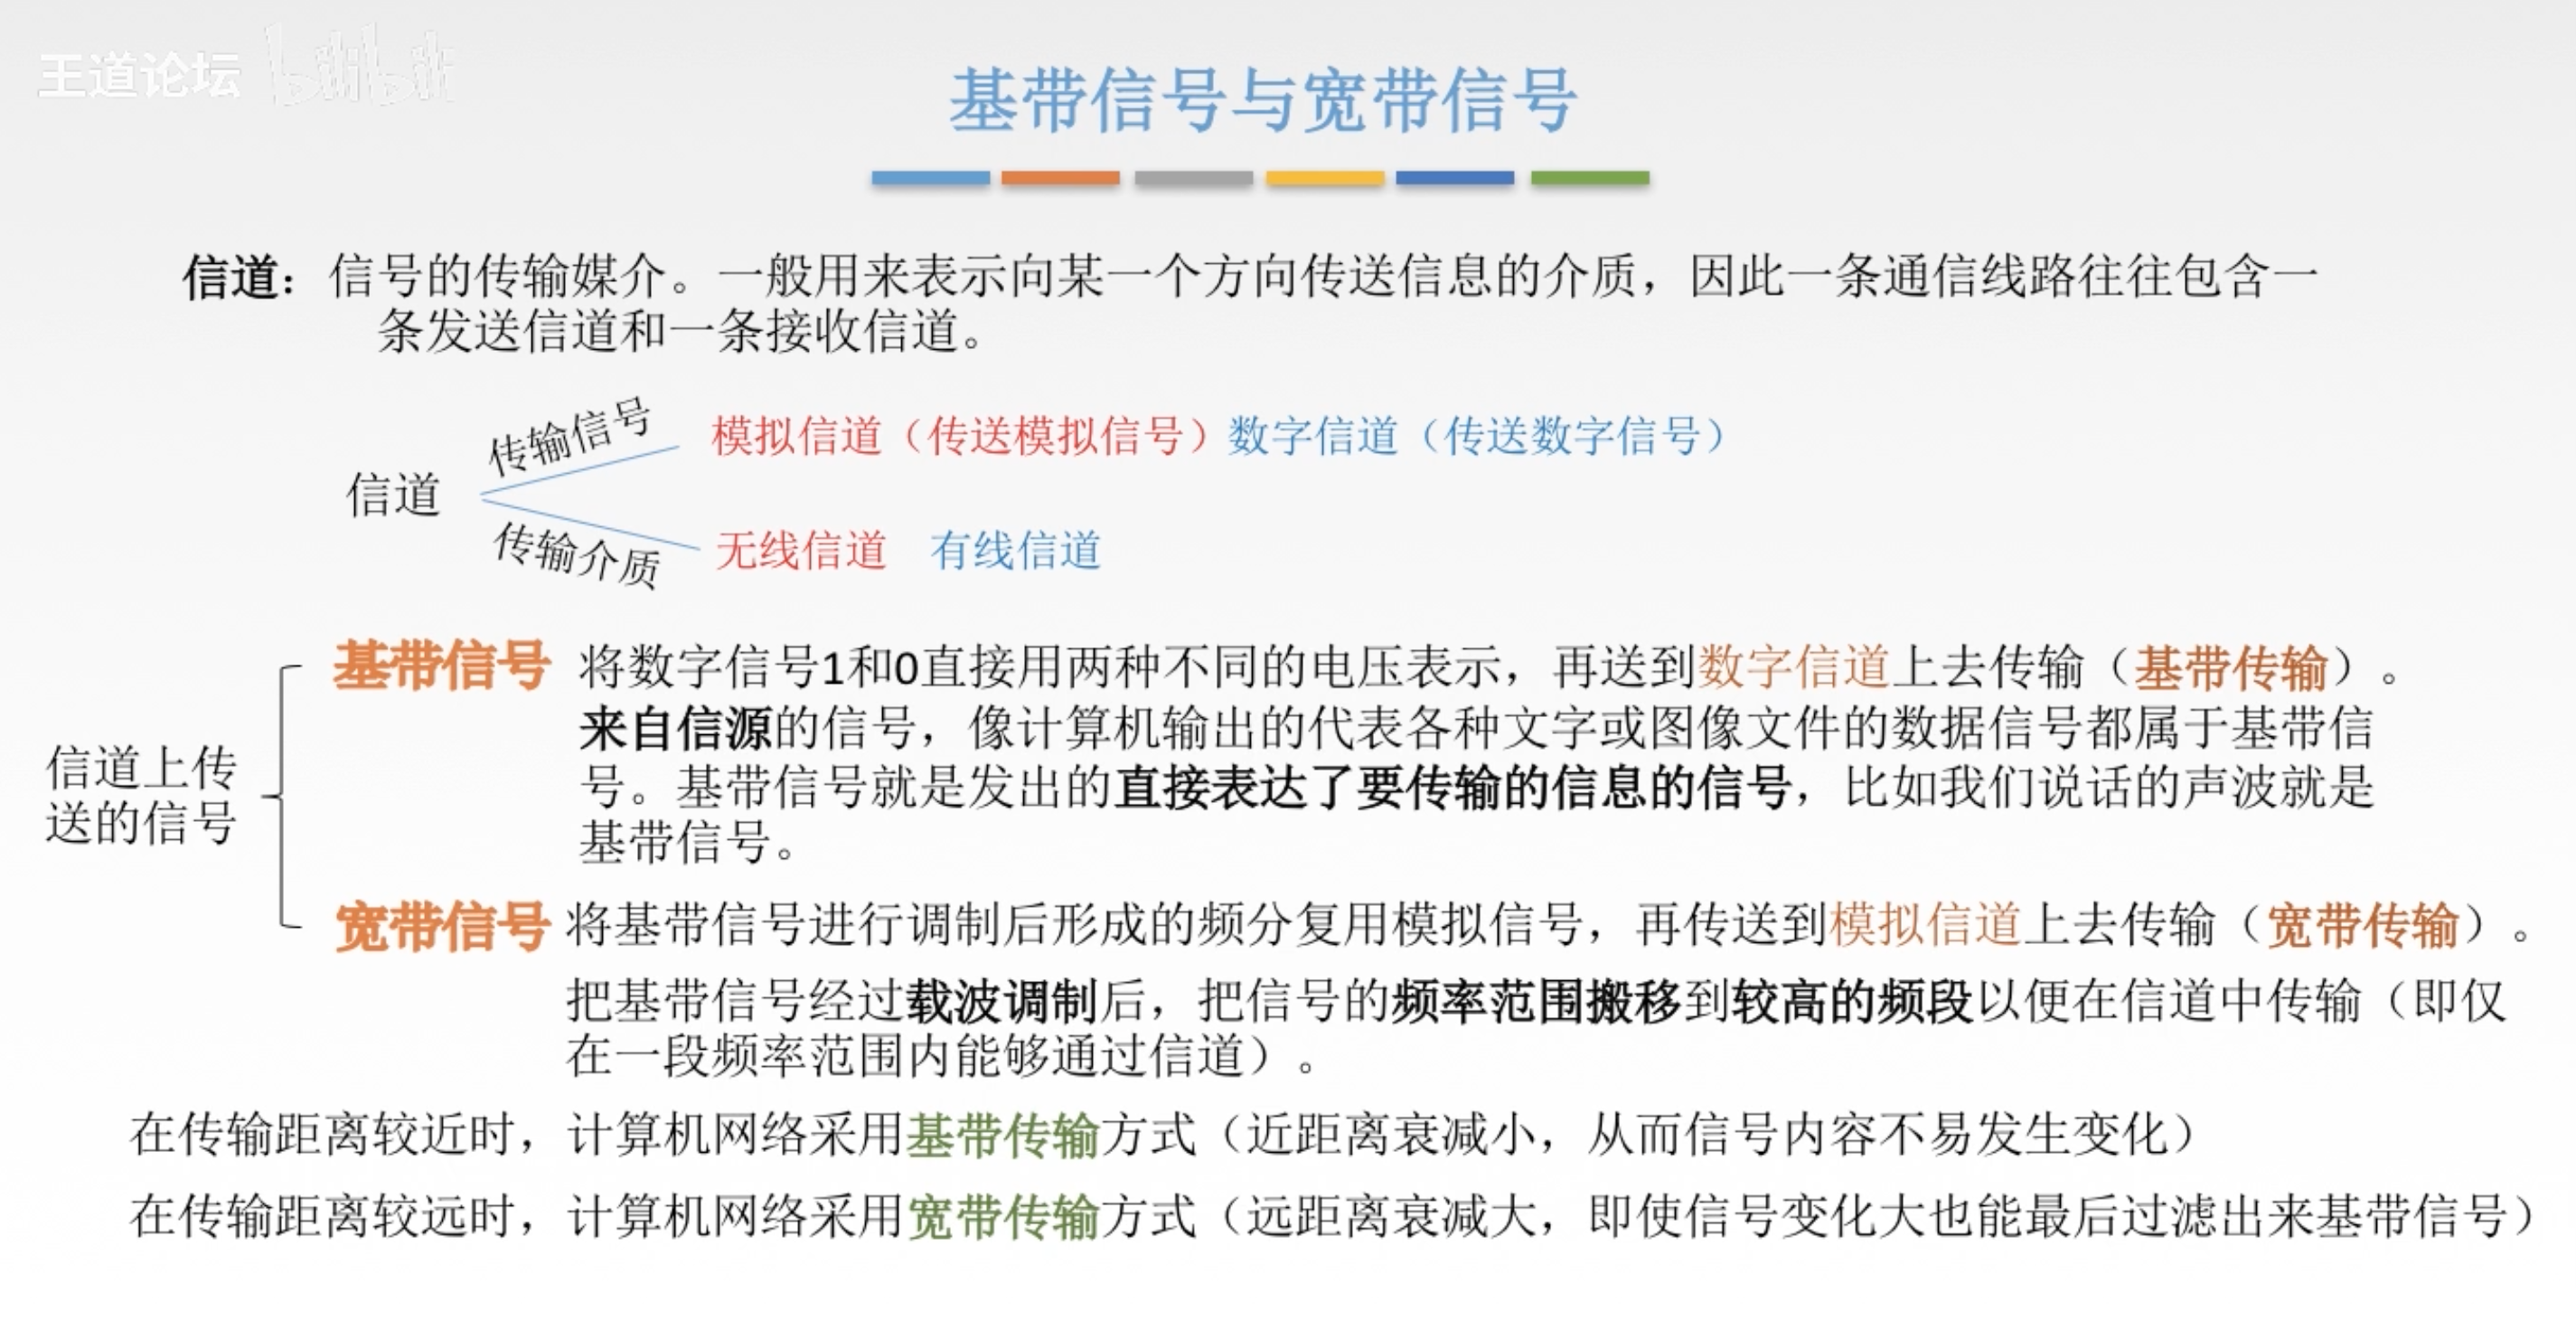 王道论坛 bilibili
基带信号与宽带信号
信道：信号的传输媒介。一般用来表示向某一个方向传送信息的介质，因此一条通信线路往往包含一
条发送信道和一条接收信道。
传输信号
模拟信道（传送模拟信号）数字信道（传送数字信号）
信道
传输介质
无线信道 有线信道
信道上传
送的信号
基带信号 将数字信号1和0直接用两种不同的电压表示，再送到数字信道上去传输（基带传输）。
来自信源的信号，像计算机输出的代表各种文字或图像文件的数据信号都属于基带信
号。基带信号就是发出的直接表达了要传输的信息的信号，比如我们说话的声波就是
基带信号。
宽带信号 将基带信号进行调制后形成的频分复用模拟信号，再传送到模拟信道上去传输（宽带传输）。
把基带信号经过载波调制后，把信号的频率范围搬移到较高的频段以便在信道中传输（即仅
在一段频率范围内能够通过信道）。
在传输距离较近时，计算机网络采用基带传输方式（近距离衰减小，从而信号内容不易发生变化）
在传输距离较远时，计算机网络采用宽带传输方式（远距离衰减大，即使信号变化大也能最后过滤出来基带信号）